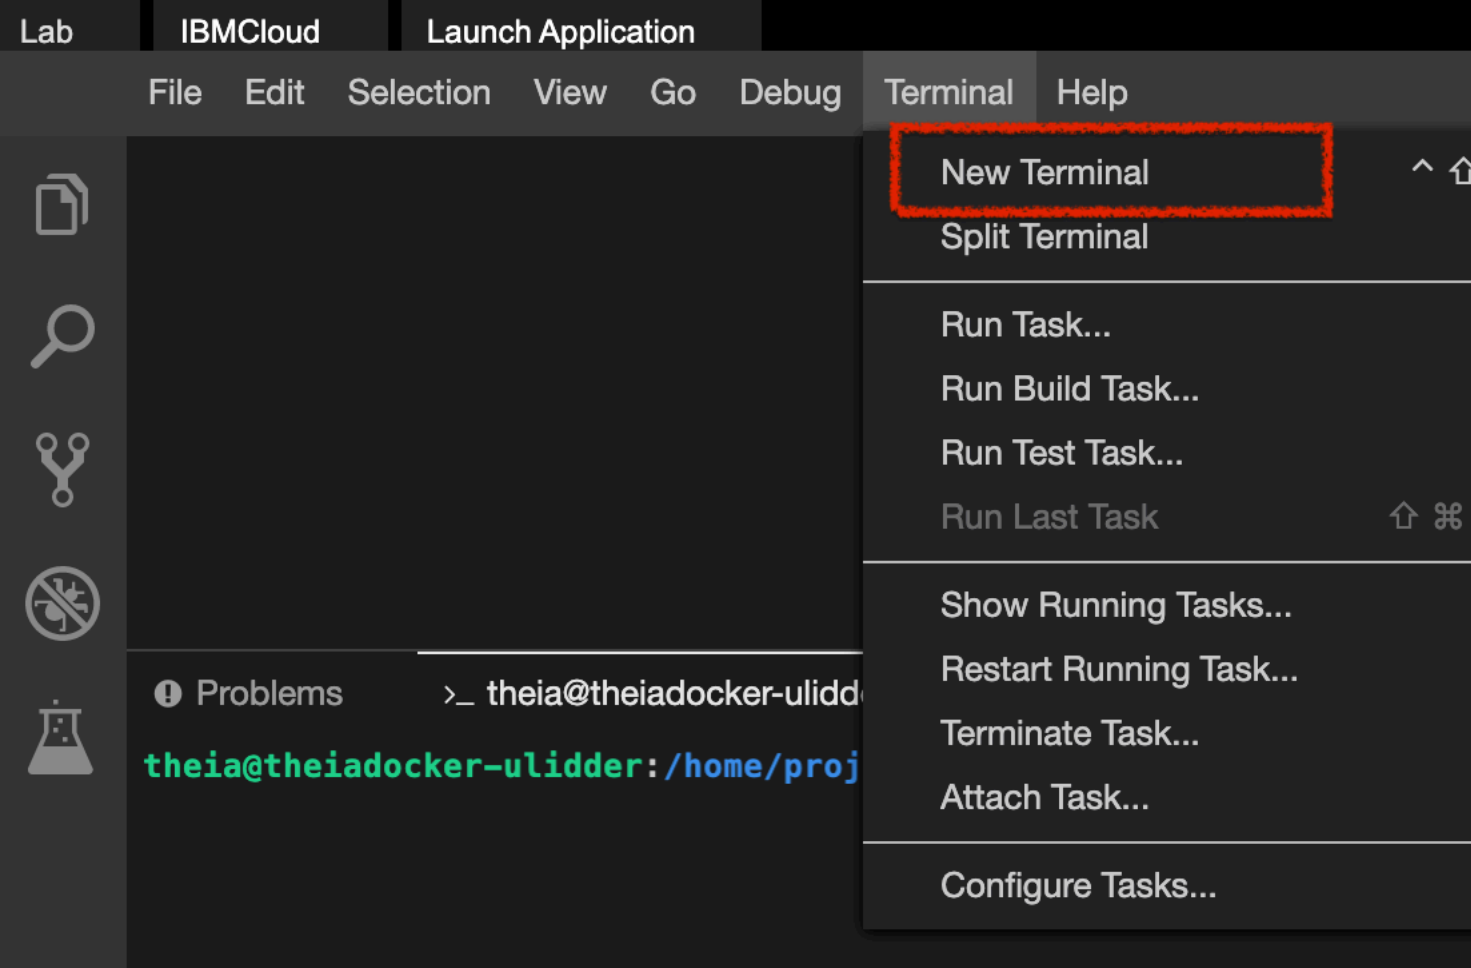 Lab IBMCloud Launch Application
File Edit Selection View Go Debug Terminal Help
New Terminal ^ ⇧
Split Terminal
Run Task...
Run Build Task...
Run Test Task...
Run Last Task ⇧ ⌘
Show Running Tasks...
Restart Running Task...
Terminate Task...
Attach Task...
Configure Tasks...
Problems >_ theia@theiadocker-ulidd
theia@theiadocker-ulidder:/home/proj